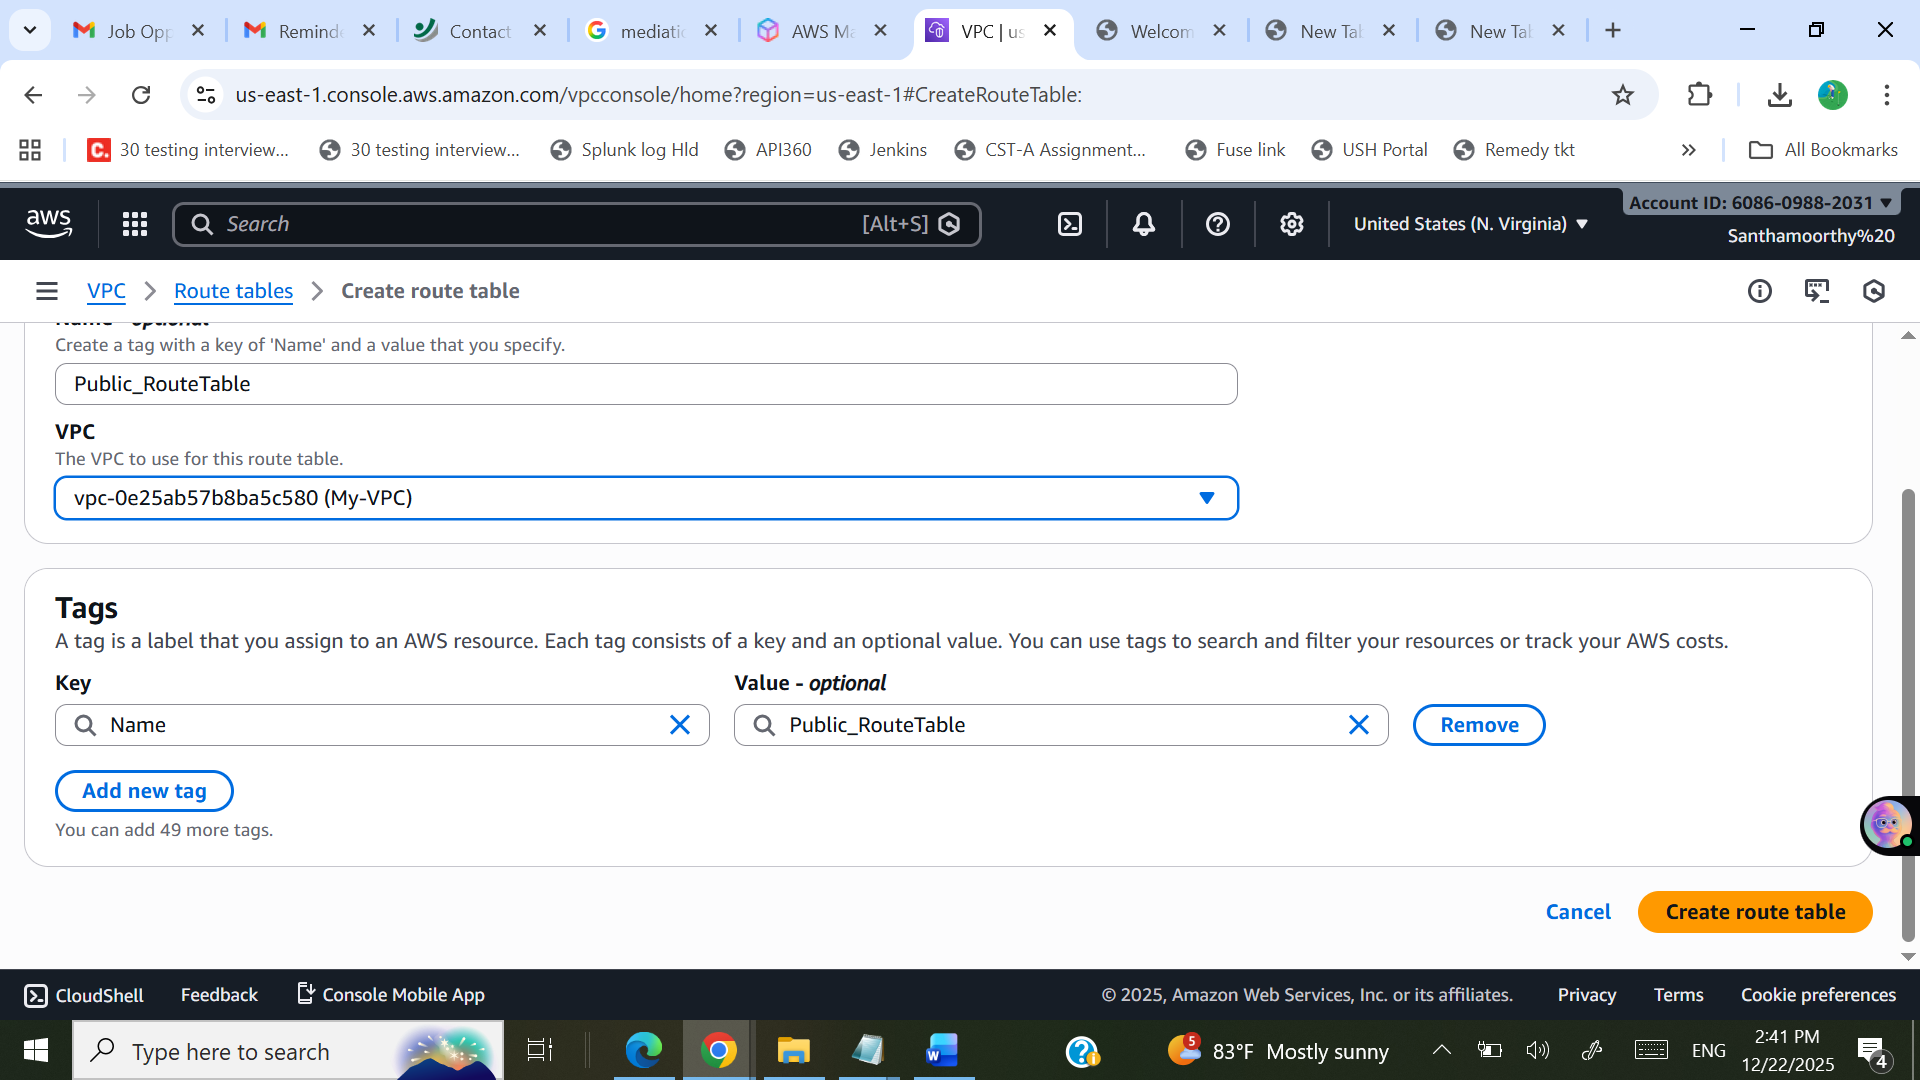 Job Opp
Reminde
Contact
mediatio
AWS Ma
VPC | us
Welcom
New Tab
New Tab
us-east-1.console.aws.amazon.com/vpcconsole/home?region=us-east-1#CreateRouteTable:
C. 30 testing interview...
30 testing interview...
Splunk log Hld
API360
Jenkins
CST-A Assignment...
Fuse link
USH Portal
Remedy tkt
All Bookmarks
aws
Search [Alt+S]
United States (N. Virginia)
Account ID: 6086-0988-2031
Santhamoorthy%20
VPC
Route tables
Create route table
Name - optional
Create a tag with a key of 'Name' and a value that you specify.
Public_RouteTable
VPC
The VPC to use for this route table.
vpc-0e25ab57b8ba5c580 (My-VPC)
Tags
A tag is a label that you assign to an AWS resource. Each tag consists of a key and an optional value. You can use tags to search and filter your resources or track your AWS costs.
Key
Value - optional
Name
Public_RouteTable
Remove
Add new tag
You can add 49 more tags.
Cancel
Create route table
CloudShell
Feedback
Console Mobile App
© 2025, Amazon Web Services, Inc. or its affiliates.
Privacy
Terms
Cookie preferences
Type here to search
W
5
83°F Mostly sunny
ENG
2:41 PM
12/22/2025
4